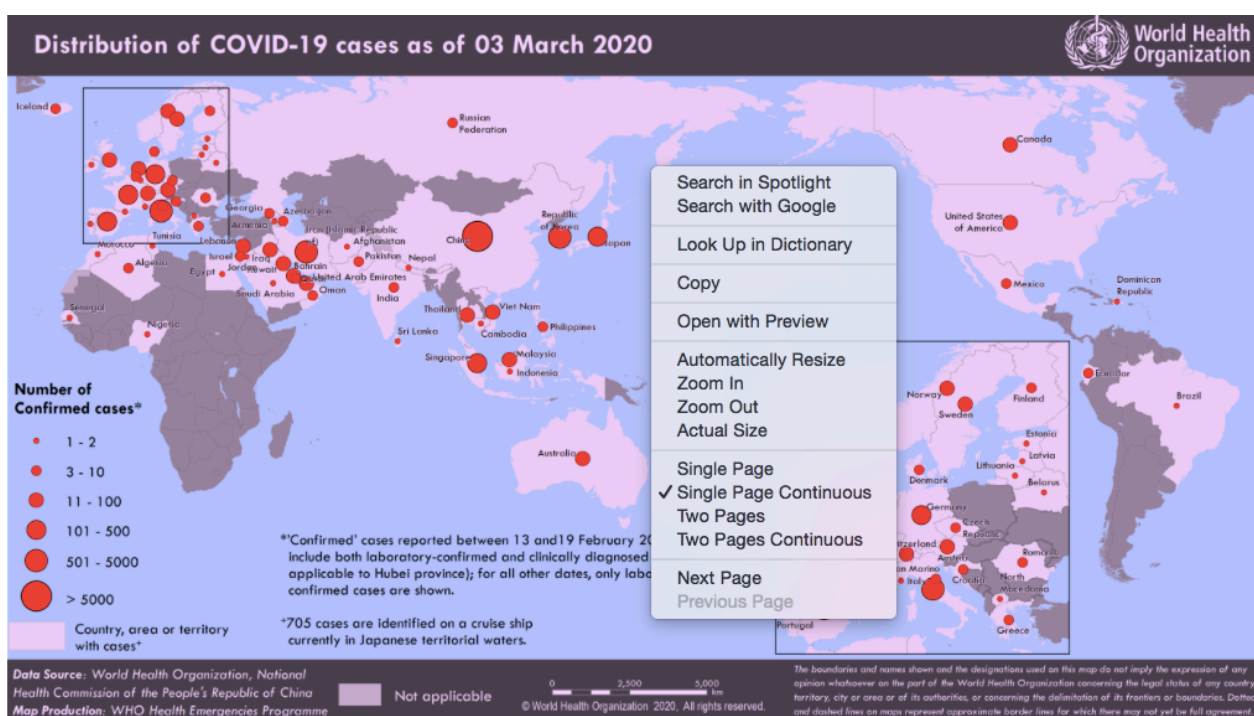 Distribution of COVID-19 cases as of 03 March 2020
World Health
Organization
Iceland
Russian
Federation
Canada
United States
of America
Mexico
Dominican
Republic
Ecuador
Brazil
Georgia
Azerbaijan
Armenia
Iran (Islamic Republic
of)
Afghanistan
China
Republic
of Korea
Japan
Morocco
Tunisia
Lebanon
Algeria
Israel
Iraq
Jordan
Kuwait
Bahrain
Pakistan
Nepal
Egypt
Qatar
United Arab Emirates
Saudi Arabia
Oman
India
Senegal
Nigeria
Thailand
Viet Nam
Cambodia
Philippines
Sri Lanka
Singapore
Malaysia
Indonesia
Australia
Search in Spotlight
Search with Google
Look Up in Dictionary
Copy
Open with Preview
Automatically Resize
Zoom In
Zoom Out
Actual Size
Single Page
✓ Single Page Continuous
Two Pages
Two Pages Continuous
Next Page
Previous Page
Norway
Sweden
Finland
Estonia
Latvia
Lithuania
Denmark
Belarus
Germany
Czech
Republic
itzerland
Austria
Romania
an Marino
Italy
Croatia
North
Macedonia
Portugal
Greece
Number of
Confirmed cases*
1 - 2
3 - 10
11 - 100
101 - 500
501 - 5000
> 5000
Country, area or territory
with cases⁺
*'Confirmed' cases reported between 13 and19 February 20
include both laboratory-confirmed and clinically diagnosed
applicable to Hubei province); for all other dates, only labo
confirmed cases are shown.
⁺705 cases are identified on a cruise ship
currently in Japanese territorial waters.
Data Source: World Health Organization, National
Health Commission of the People's Republic of China
Map Production: WHO Health Emergencies Programme
Not applicable
0 2,500 5,000
km
© World Health Organization 2020, All rights reserved.
The boundaries and names shown and the designations used on this map do not imply the expression of any
opinion whatsoever on the part of the World Health Organization concerning the legal status of any country,
territory, city or area or of its authorities, or concerning the delimitation of its frontiers or boundaries. Dotted
and dashed lines on maps represent approximate border lines for which there may not yet be full agreement.